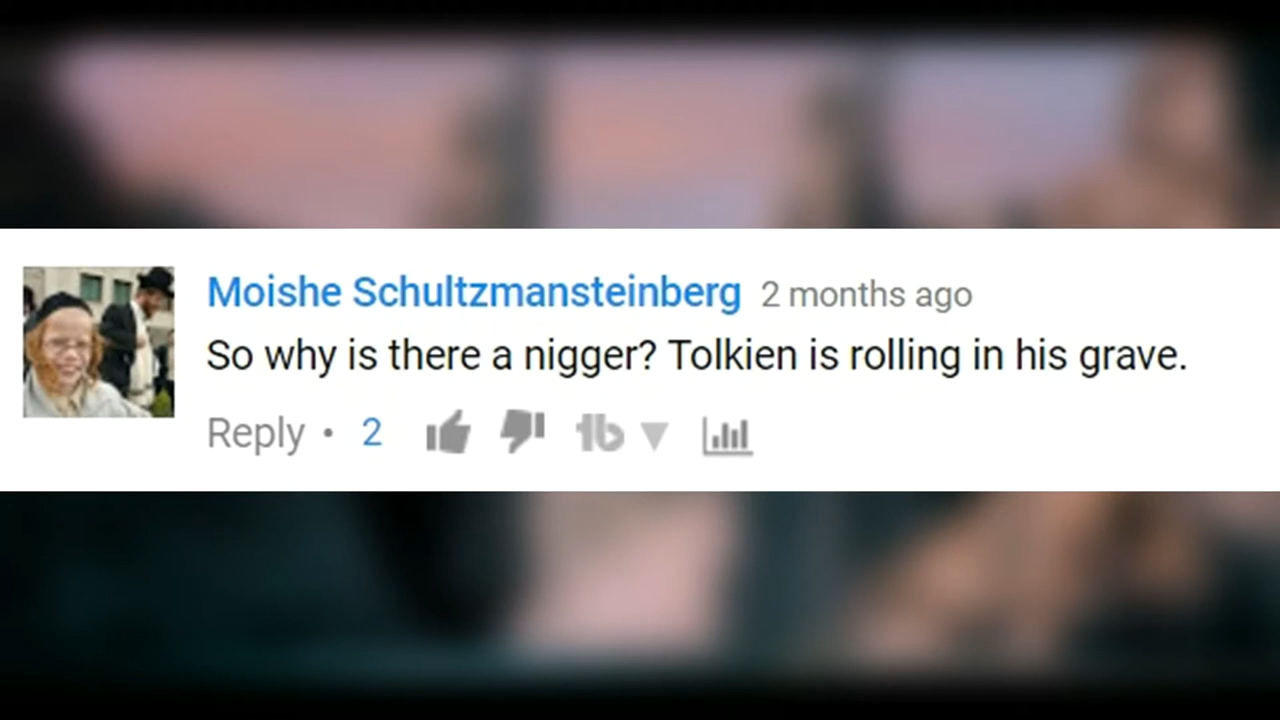 Moishe Schultzmansteinberg 2 months ago
So why is there a nigger? Tolkien is rolling in his grave.
Reply • 2